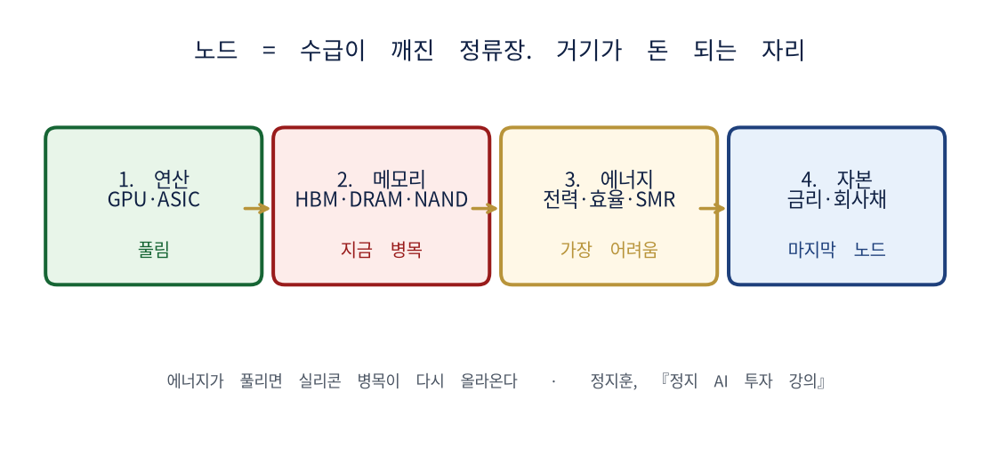 노드 = 수급이 깨진 정류장. 거기가 돈 되는 자리
1. 연산
GPU·ASIC
풀림
2. 메모리
HBM·DRAM·NAND
지금 병목
3. 에너지
전력·효율·SMR
가장 어려움
4. 자본
금리·회사채
마지막 노드
에너지가 풀리면 실리콘 병목이 다시 올라온다 · 정지훈, 『정지 AI 투자 강의』